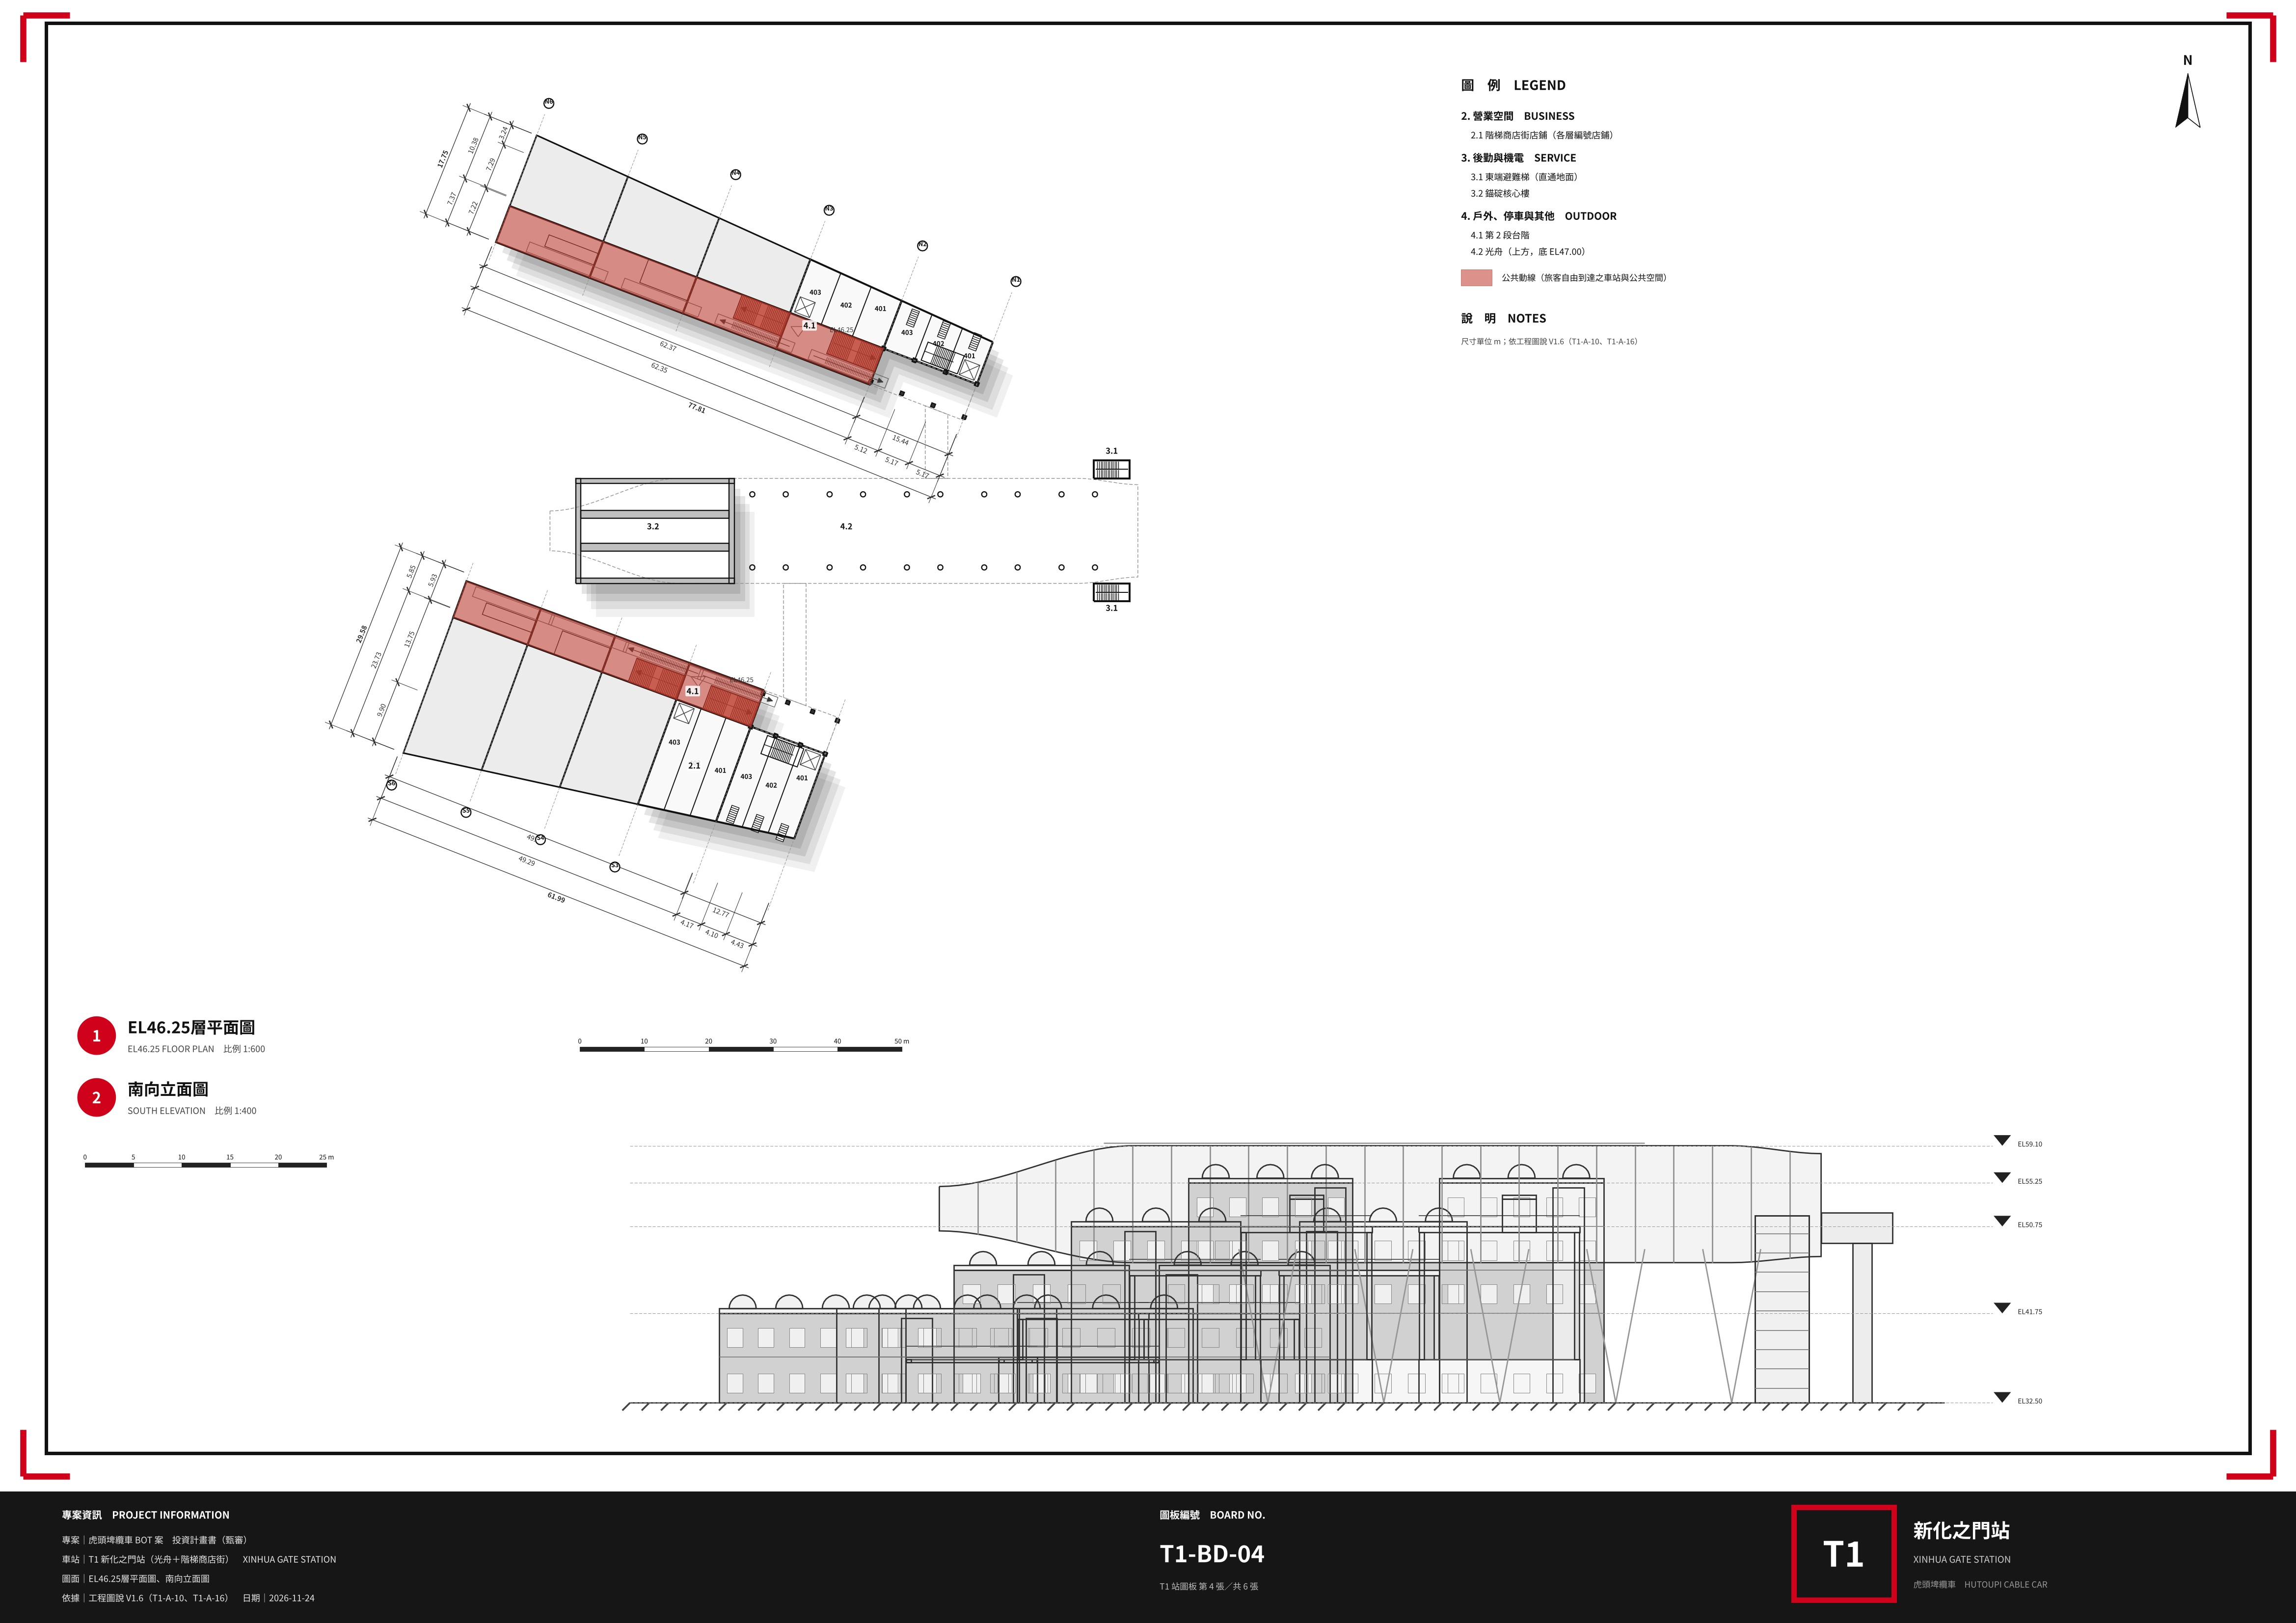 N
圖 例 LEGEND
2. 營業空間 BUSINESS
2.1 階梯商店街店鋪（各層編號店鋪）
3. 後勤與機電 SERVICE
3.1 東端避難梯（直通地面）
3.2 錨碇核心樓
4. 戶外、停車與其他 OUTDOOR
4.1 第 2 段台階
4.2 光舟（上方，底 EL47.00）
公共動線（旅客自由到達之車站與公共空間）
說 明 NOTES
尺寸單位 m；依工程圖說 V1.6（T1-A-10、T1-A-16）
N6
N5
N4
N3
N2
N1
17.75
10.38
7.37
3.24
7.29
7.22
403
402
401
4.1
EL46.25
403
402
401
62.37
62.35
77.81
15.44
5.12
5.17
5.17
3.1
3.2
4.2
3.1
29.58
5.85
23.73
5.93
13.75
9.90
4.1
EL46.25
403
2.1
401
403
402
401
S6
S5
S4
S3
49.29
61.99
12.77
4.17
4.10
4.43
1
EL46.25層平面圖
EL46.25 FLOOR PLAN 比例 1:600
0 10 20 30 40 50 m
2
南向立面圖
SOUTH ELEVATION 比例 1:400
0 5 10 15 20 25 m
EL59.10
EL55.25
EL50.75
EL41.75
EL32.50
專案資訊 PROJECT INFORMATION
專案｜虎頭埤纜車 BOT 案 投資計畫書（甄審）
車站｜T1 新化之門站（光舟＋階梯商店街） XINHUA GATE STATION
圖面｜EL46.25層平面圖、南向立面圖
依據｜工程圖說 V1.6（T1-A-10、T1-A-16） 日期｜2026-11-24
圖板編號 BOARD NO.
T1-BD-04
T1 站圖板 第 4 張／共 6 張
T1
新化之門站
XINHUA GATE STATION
虎頭埤纜車 HUTOUPI CABLE CAR